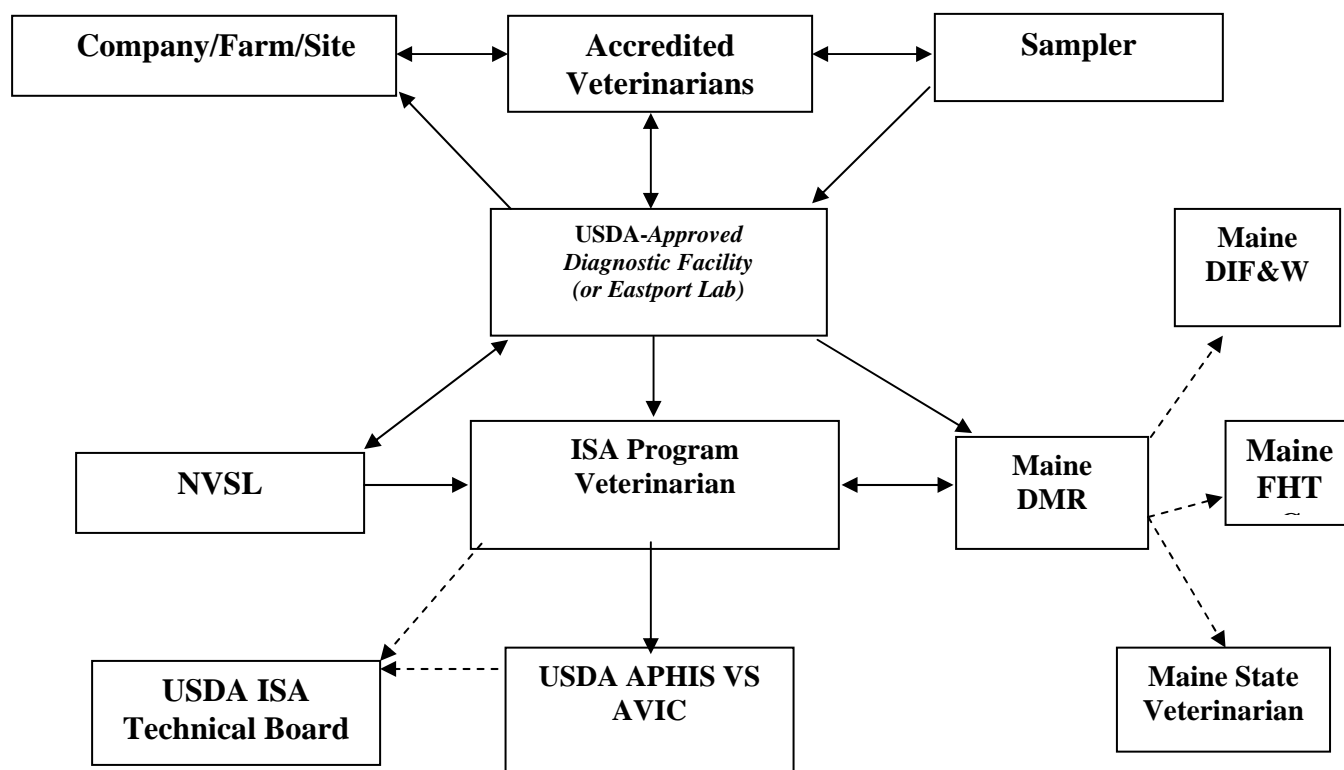 Company/Farm/Site
Accredited
Veterinarians
Sampler
USDA-Approved
Diagnostic Facility
(or Eastport Lab)
Maine
DIF&W
NVSL
ISA Program
Veterinarian
Maine
DMR
Maine
FHT
USDA ISA
Technical Board
USDA APHIS VS
AVIC
Maine State
Veterinarian